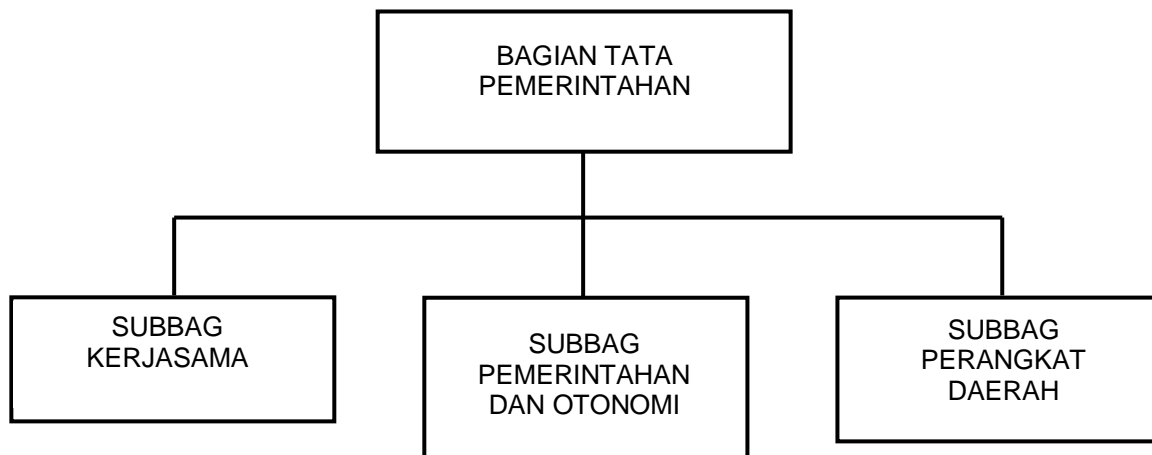 BAGIAN TATA
PEMERINTAHAN
SUBBAG
KERJASAMA
SUBBAG
PEMERINTAHAN
DAN OTONOMI
SUBBAG
PERANGKAT
DAERAH